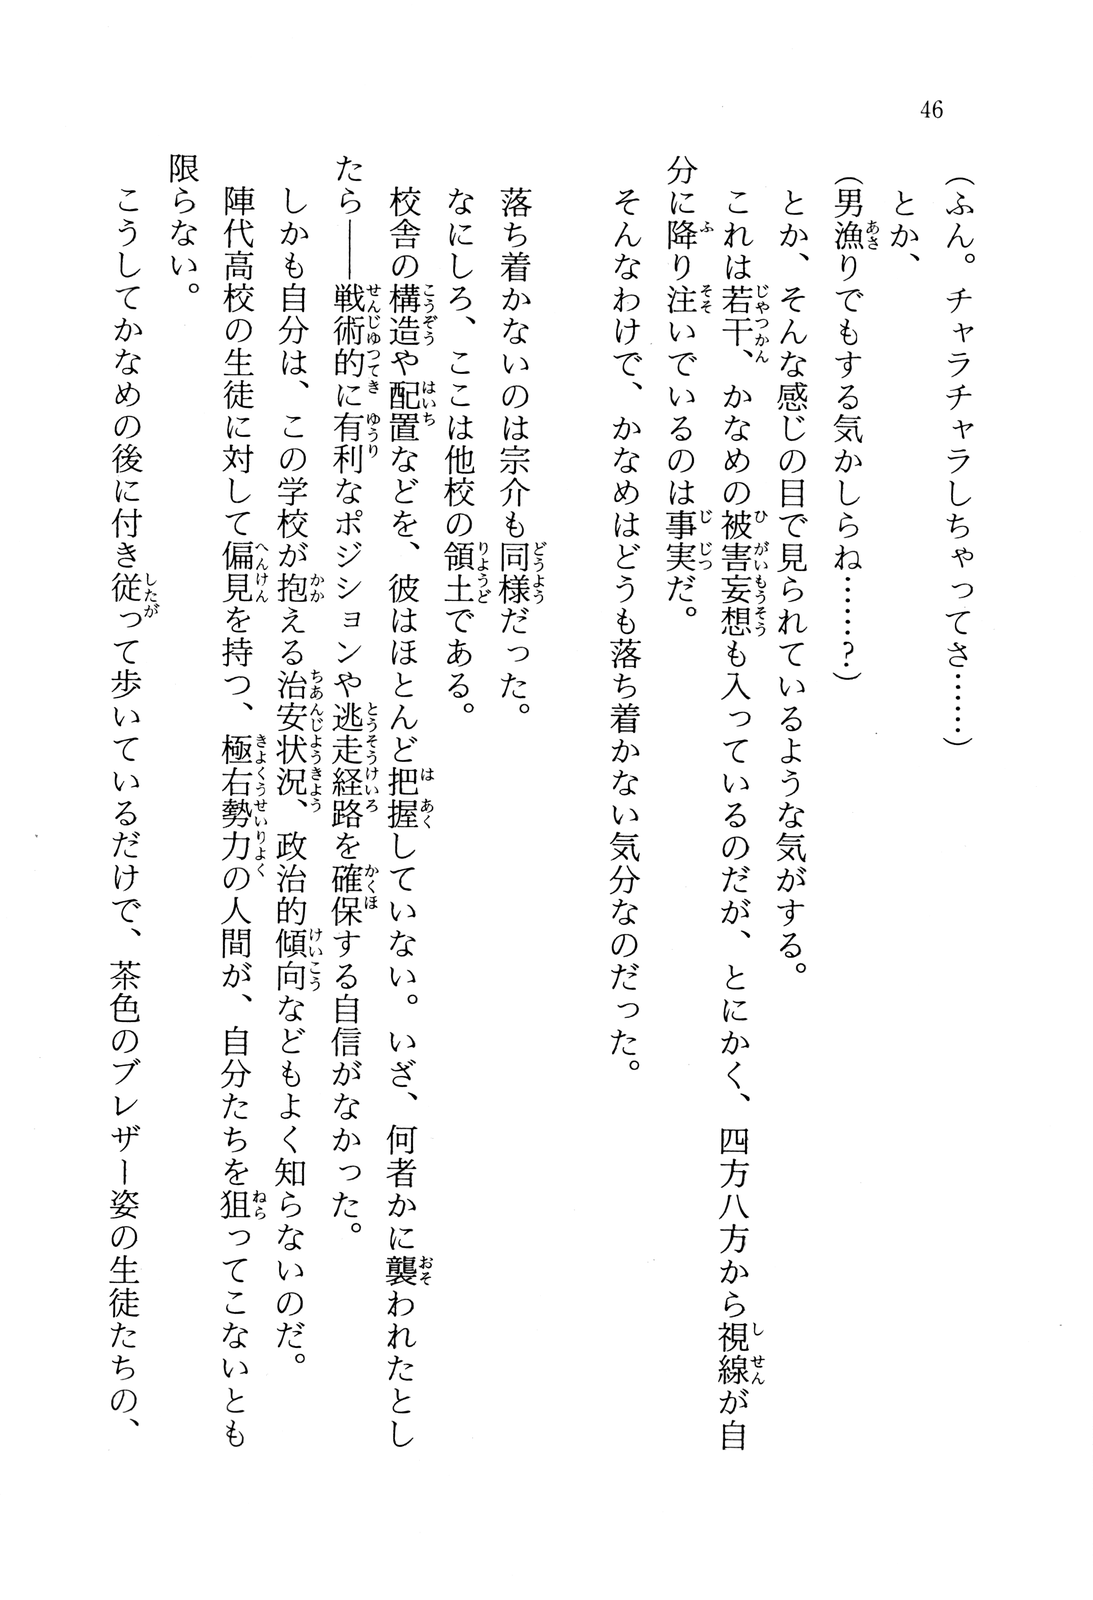 46
(ふん。チャラチャラしちゃってさ……)
とか、
(男漁りでもする気かしらね……?)
とか、そんな感じの目で見られているような気がする。
これは若干、かなめの被害妄想も入っているのだが、とにかく、四方八方から視線が自
分に降り注いでいるのは事実だ。
そんなわけで、かなめはどうも落ち着かない気分なのだった。
落ち着かないのは宗介も同様だった。
なにしろ、ここは他校の領土である。
校舎の構造や配置などを、彼はほとんど把握していない。いざ、何者かに襲われたとし
たら――戦術的に有利なポジションや逃走経路を確保する自信がなかった。
しかも自分は、この学校が抱える治安状況、政治的傾向などもよく知らないのだ。
陣代高校の生徒に対して偏見を持つ、極右勢力の人間が、自分たちを狙ってこないとも
限らない。
こうしてかなめの後に付き従って歩いているだけで、茶色のブレザー姿の生徒たちの、